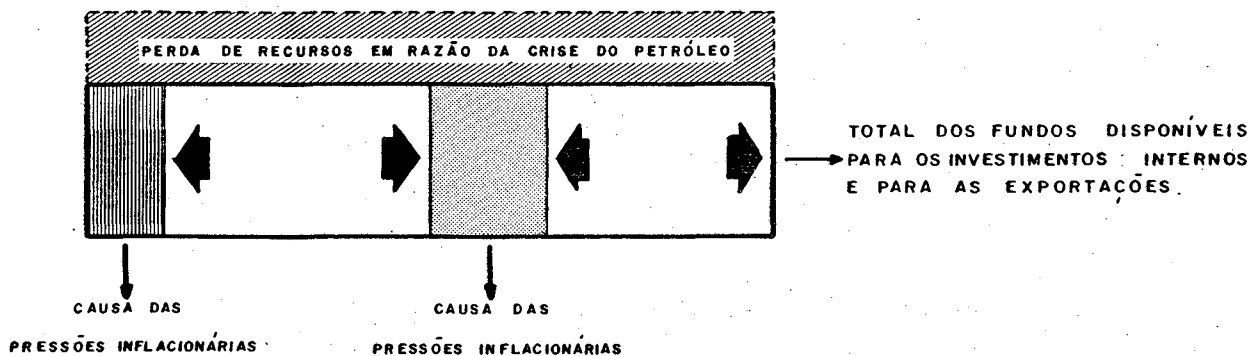 PERDA DE RECURSOS EM RAZÃO DA CRISE DO PETRÓLEO
TOTAL DOS FUNDOS DISPONÍVEIS
PARA OS INVESTIMENTOS INTERNOS
E PARA AS EXPORTAÇÕES.
CAUSA DAS
PRESSÕES INFLACIONÁRIAS
CAUSA DAS
PRESSÕES INFLACIONÁRIAS